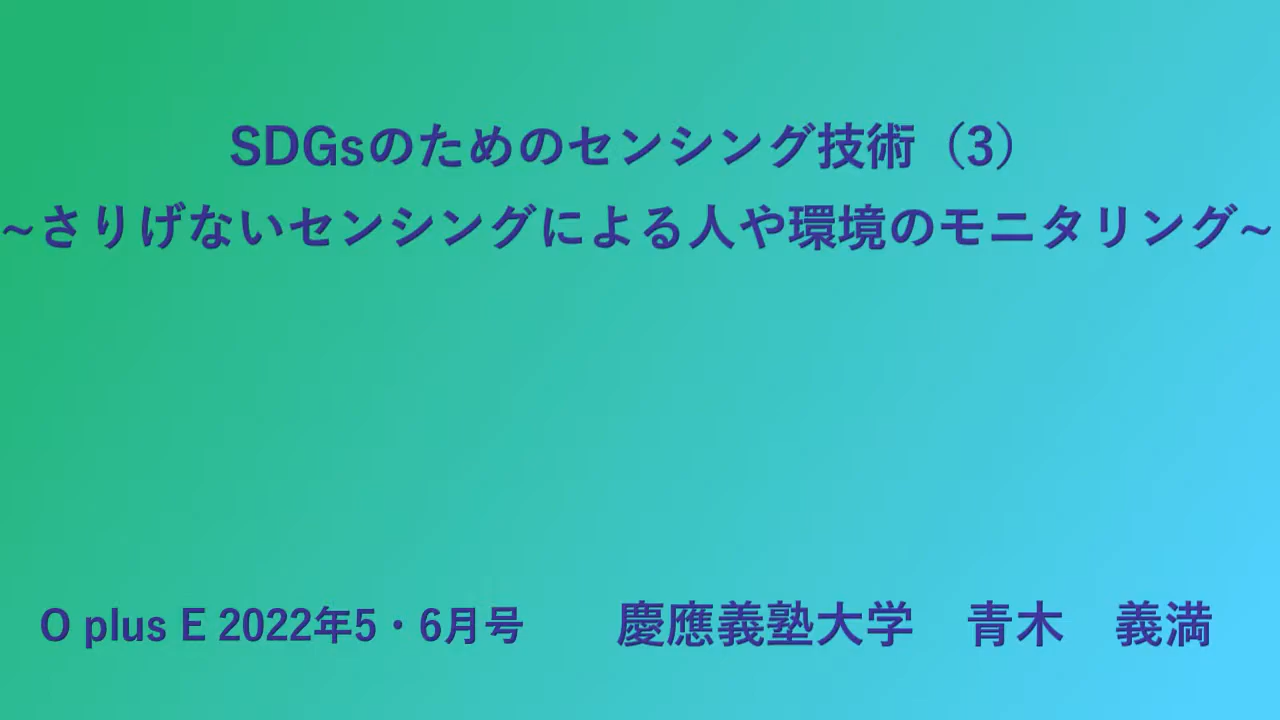 SDGsのためのセンシング技術（3）
~さりげないセンシングによる人や環境のモニタリング~
O plus E 2022年5・6月号　慶應義塾大学　青木　義満